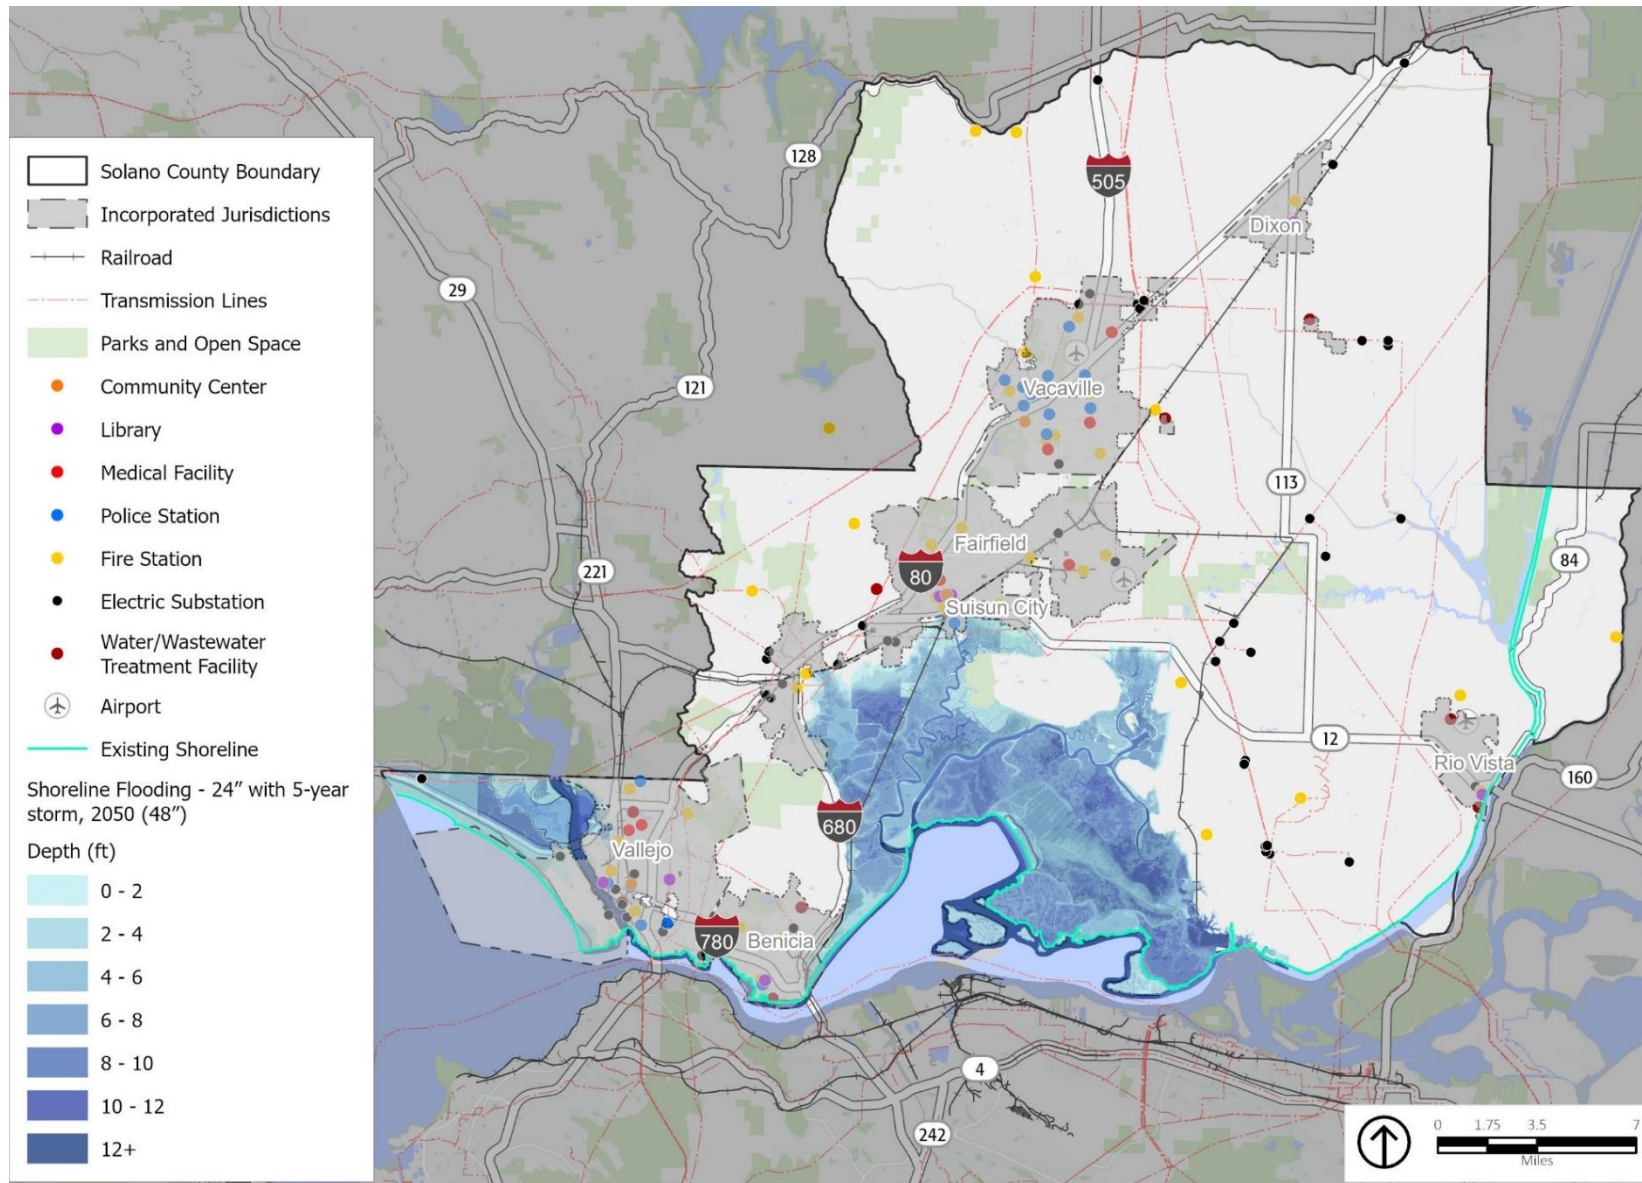 Solano County Boundary
Incorporated Jurisdictions
Railroad
Transmission Lines
Parks and Open Space
Community Center
Library
Medical Facility
Police Station
Fire Station
Electric Substation
Water/Wastewater
Treatment Facility
Airport
Existing Shoreline
Shoreline Flooding - 24” with 5-year
storm, 2050 (48”)
Depth (ft)
0 - 2
2 - 4
4 - 6
6 - 8
8 - 10
10 - 12
12+
128
505
Dixon
29
121
Vacaville
113
Fairfield
80
84
221
Suisun City
12
Rio Vista
160
680
Vallejo
780
Benicia
4
242
0 1.75 3.5 7
Miles